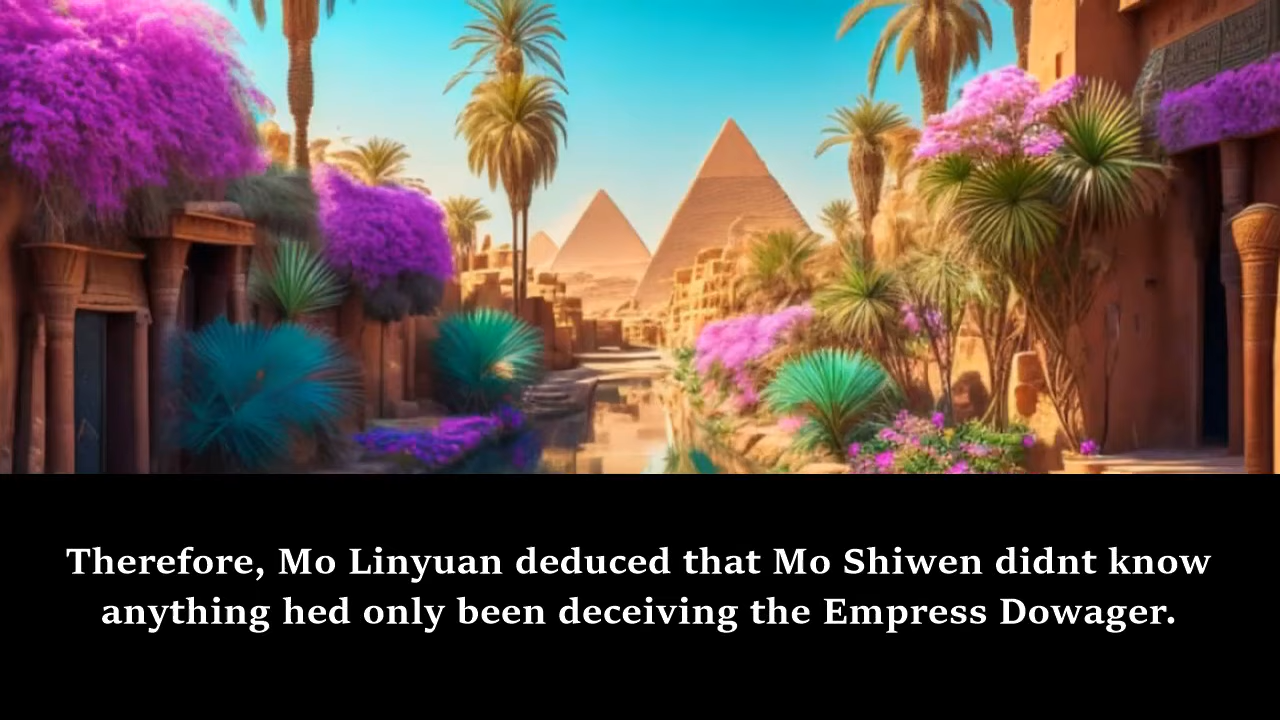 Therefore, Mo Linyuan deduced that Mo Shiwen didnt know
anything hed only been deceiving the Empress Dowager.